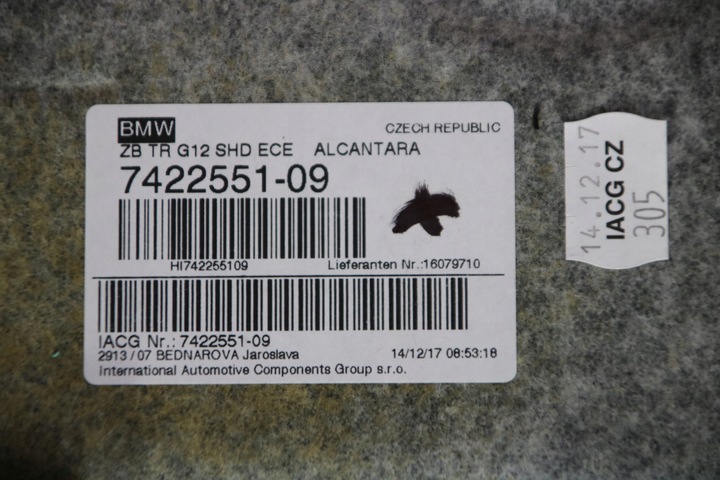 BMW CZECH REPUBLIC
ZB TR G12 SHD ECE ALCANTARA
7422551-09
HI742255109 Lieferanten Nr.:16079710
IACG Nr.: 7422551-09
2913 / 07 BEDNAROVA Jaroslava 14/12/17 08:53:18
International Automotive Components Group s.r.o.
14.12.17
IACG CZ
305